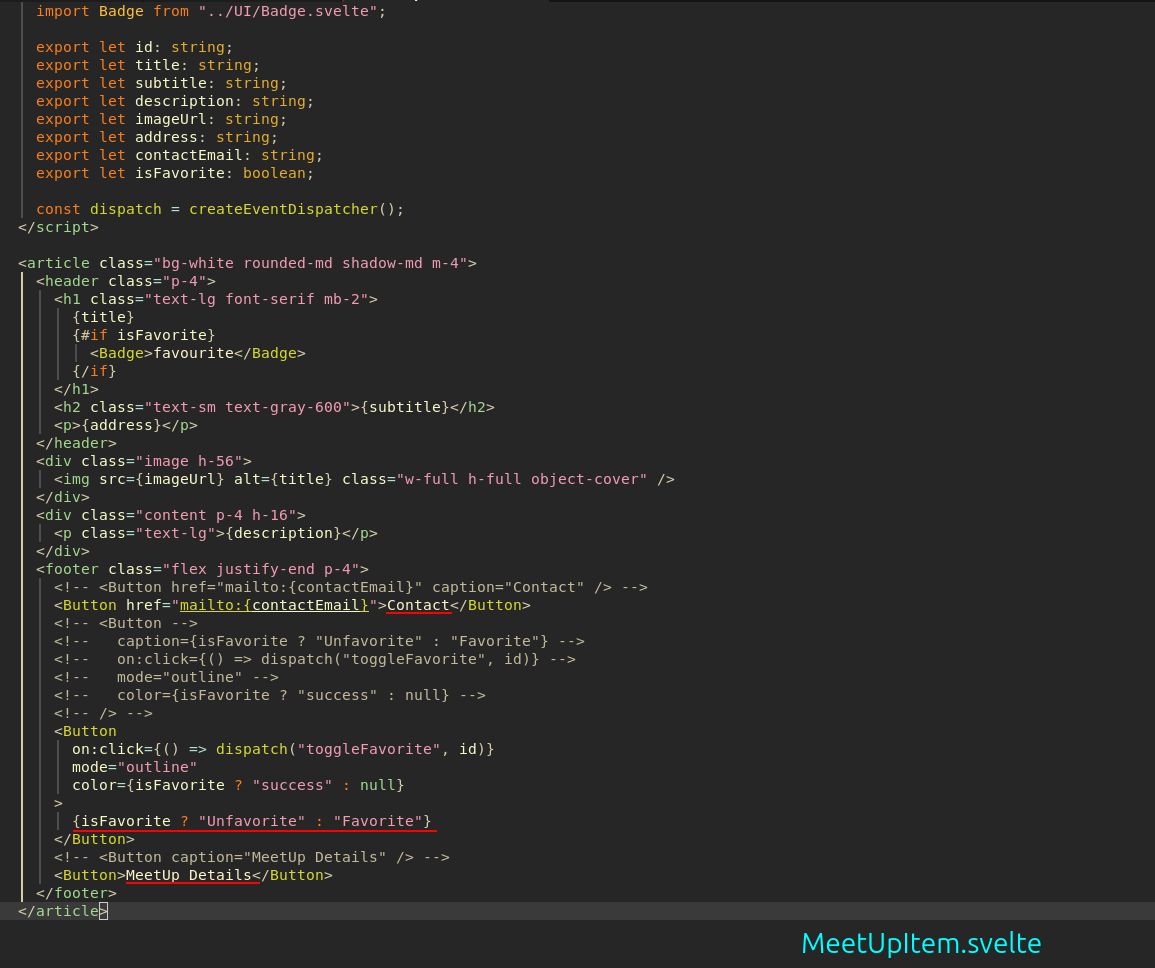 import Badge from "../UI/Badge.svelte";
export let id: string;
export let title: string;
export let subtitle: string;
export let description: string;
export let imageUrl: string;
export let address: string;
export let contactEmail: string;
export let isFavorite: boolean;
const dispatch = createEventDispatcher();
</script>
<article class="bg-white rounded-md shadow-md m-4">
<header class="p-4">
<h1 class="text-lg font-serif mb-2">
{title}
{#if isFavorite}
<Badge>favourite</Badge>
{/if}
</h1>
<h2 class="text-sm text-gray-600">{subtitle}</h2>
<p>{address}</p>
</header>
<div class="image h-56">
<img src={imageUrl} alt={title} class="w-full h-full object-cover" />
</div>
<div class="content p-4 h-16">
<p class="text-lg">{description}</p>
</div>
<footer class="flex justify-end p-4">
<!-- <Button href="mailto:{contactEmail}" caption="Contact" /> -->
<Button href="mailto:{contactEmail}">Contact</Button>
<!-- <Button -->
<!--   caption={isFavorite ? "Unfavorite" : "Favorite"} -->
<!--   on:click={() => dispatch("toggleFavorite", id)} -->
<!--   mode="outline" -->
<!--   color={isFavorite ? "success" : null} -->
<!-- /> -->
<Button
on:click={() => dispatch("toggleFavorite", id)}
mode="outline"
color={isFavorite ? "success" : null}
>
{isFavorite ? "Unfavorite" : "Favorite"}
</Button>
<!-- <Button caption="MeetUp Details" /> -->
<Button>MeetUp Details</Button>
</footer>
</article>
MeetUpItem.svelte